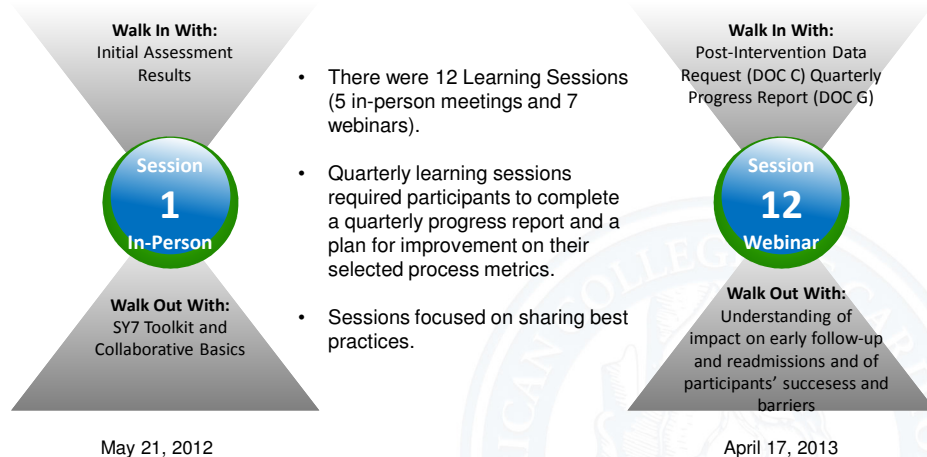 Walk In With:
Initial Assessment
Results
Session
1
In-Person
Walk Out With:
SY7 Toolkit and
Collaborative Basics
May 21, 2012
• There were 12 Learning Sessions
(5 in-person meetings and 7
webinars).
• Quarterly learning sessions
required participants to complete
a quarterly progress report and a
plan for improvement on their
selected process metrics.
• Sessions focused on sharing best
practices.
Walk In With:
Post-Intervention Data
Request (DOC C) Quarterly
Progress Report (DOC G)
Session
12
Webinar
Walk Out With:
Understanding of
impact on early follow-up
and readmissions and of
participants’ succesess and
barriers
April 17, 2013